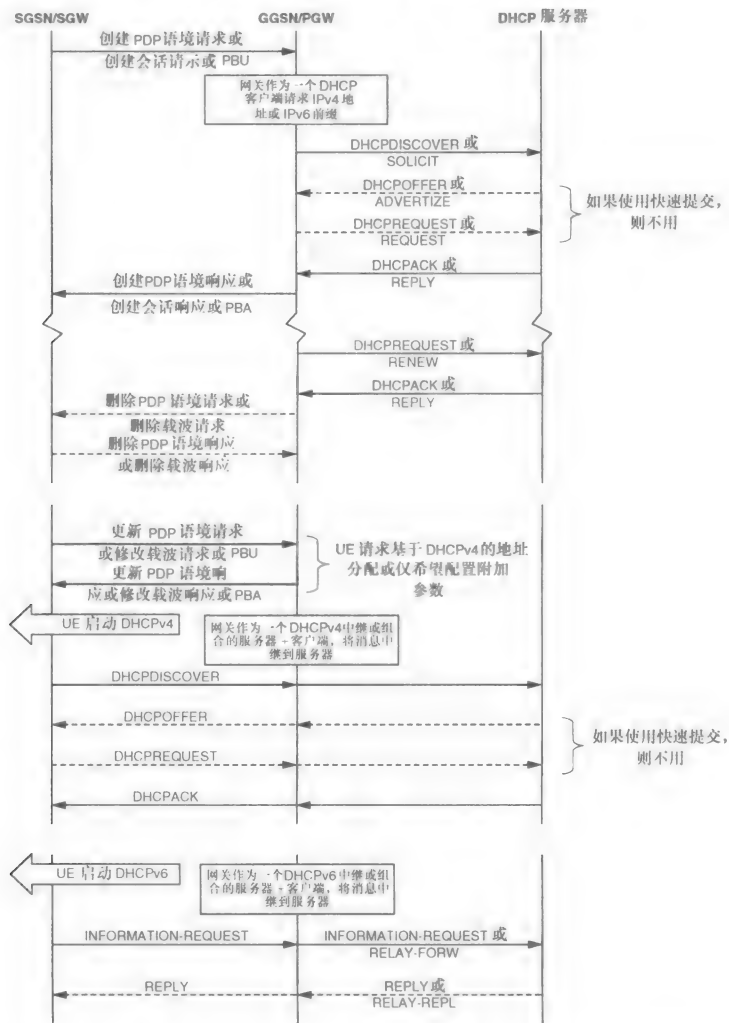 SGSN/SGW
GGSN/PGW
DHCP 服务器
创建 PDP 语境请求或
创建会话请示或 PBU
网关作为一个 DHCP
客户端请求 IPv4 地
址或 IPv6 前缀
DHCPDISCOVER 或
SOLICIT
DHCPOFFER 或
ADVERTIZE
DHCPREQUEST 或
REQUEST
如果使用快速提交，
则不用
DHCPACK 或
REPLY
创建PDP语境响应或
创建会话响应或 PBA
DHCPREQUEST 或
RENEW
DHCPACK 或
REPLY
删除 PDP 语境请求或
删除载波请求
删除 PDP 语境响应
或删除载波响应
更新 PDP 语境请求
或修改载波请求或 PBU
更新 PDP 语境响
应或修改载波响应或 PBA
UE 请求基于 DHCPv4 的地址
分配或仅希望配置附加
参数
UE 启动 DHCPv4
网关作为一个DHCPv4中继或组
合的服务器 - 客户端，将消息中
继到服务器
DHCPDISCOVER
DHCPOFFER
DHCPREQUEST
如果使用快速提交，
则不用
DHCPACK
UE 启动 DHCPv6
网关作为一个DHCPv6中继或组
合的服务器 - 客户端，将消息中
继到服务器
INFORMATION-REQUEST
INFORMATION-REQUEST 或
RELAY-FORW
REPLY
REPLY 或
RELAY-REPL